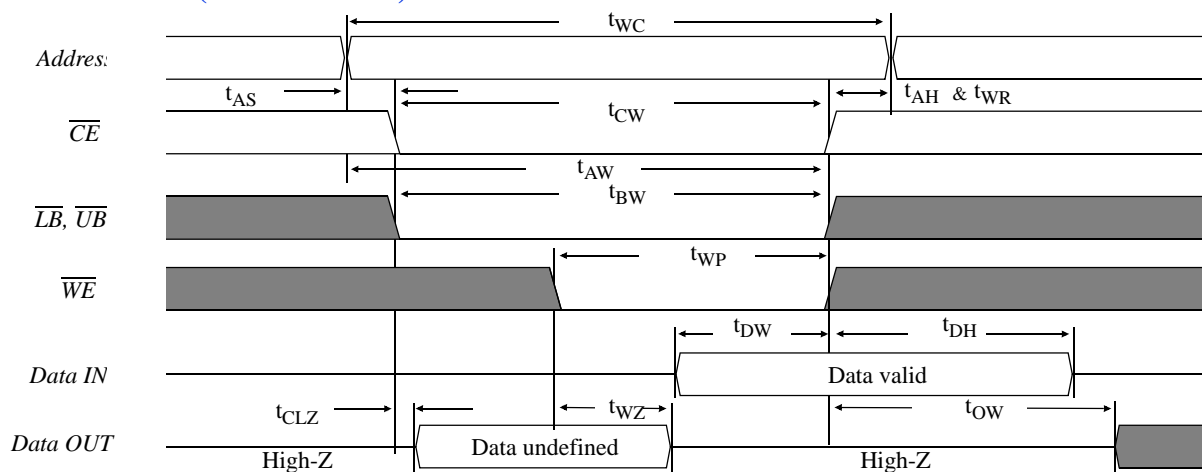 tWC
Address
tAS
tCW
tAH & tWR
CE
tAW
tBW
LB, UB
tWP
WE
tDW
tDH
Data IN
Data valid
tCLZ
tWZ
tOW
Data OUT
Data undefined
High-Z
High-Z